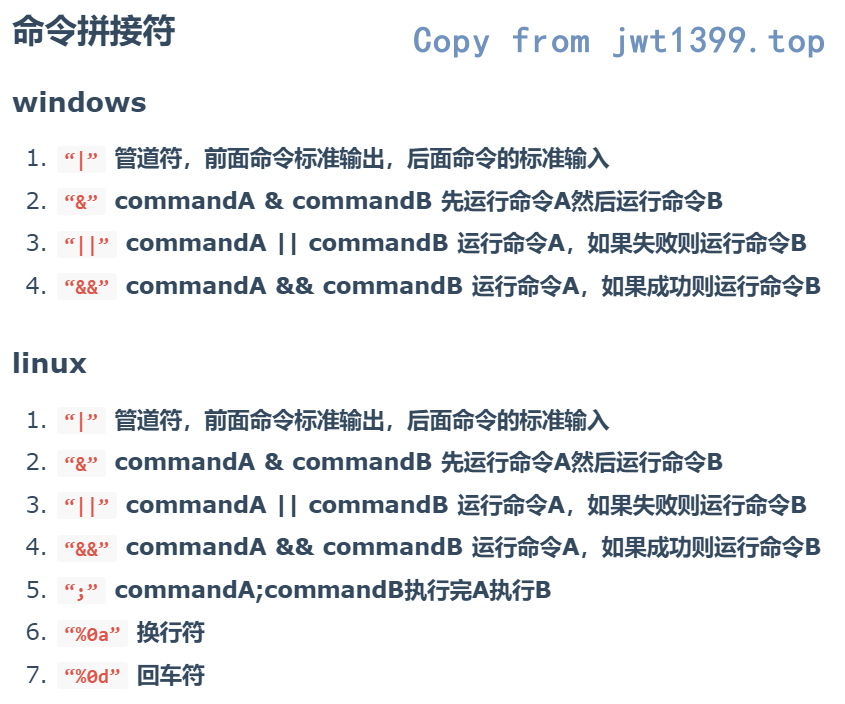 命令拼接符
Copy from jwt1399.top
windows
1. “|” 管道符，前面命令标准输出，后面命令的标准输入
2. “&” commandA & commandB 先运行命令A然后运行命令B
3. “||” commandA || commandB 运行命令A，如果失败则运行命令B
4. “&&” commandA && commandB 运行命令A，如果成功则运行命令B
linux
1. “|” 管道符，前面命令标准输出，后面命令的标准输入
2. “&” commandA & commandB 先运行命令A然后运行命令B
3. “||” commandA || commandB 运行命令A，如果失败则运行命令B
4. “&&” commandA && commandB 运行命令A，如果成功则运行命令B
5. “;” commandA;commandB执行完A执行B
6. “%0a” 换行符
7. “%0d” 回车符